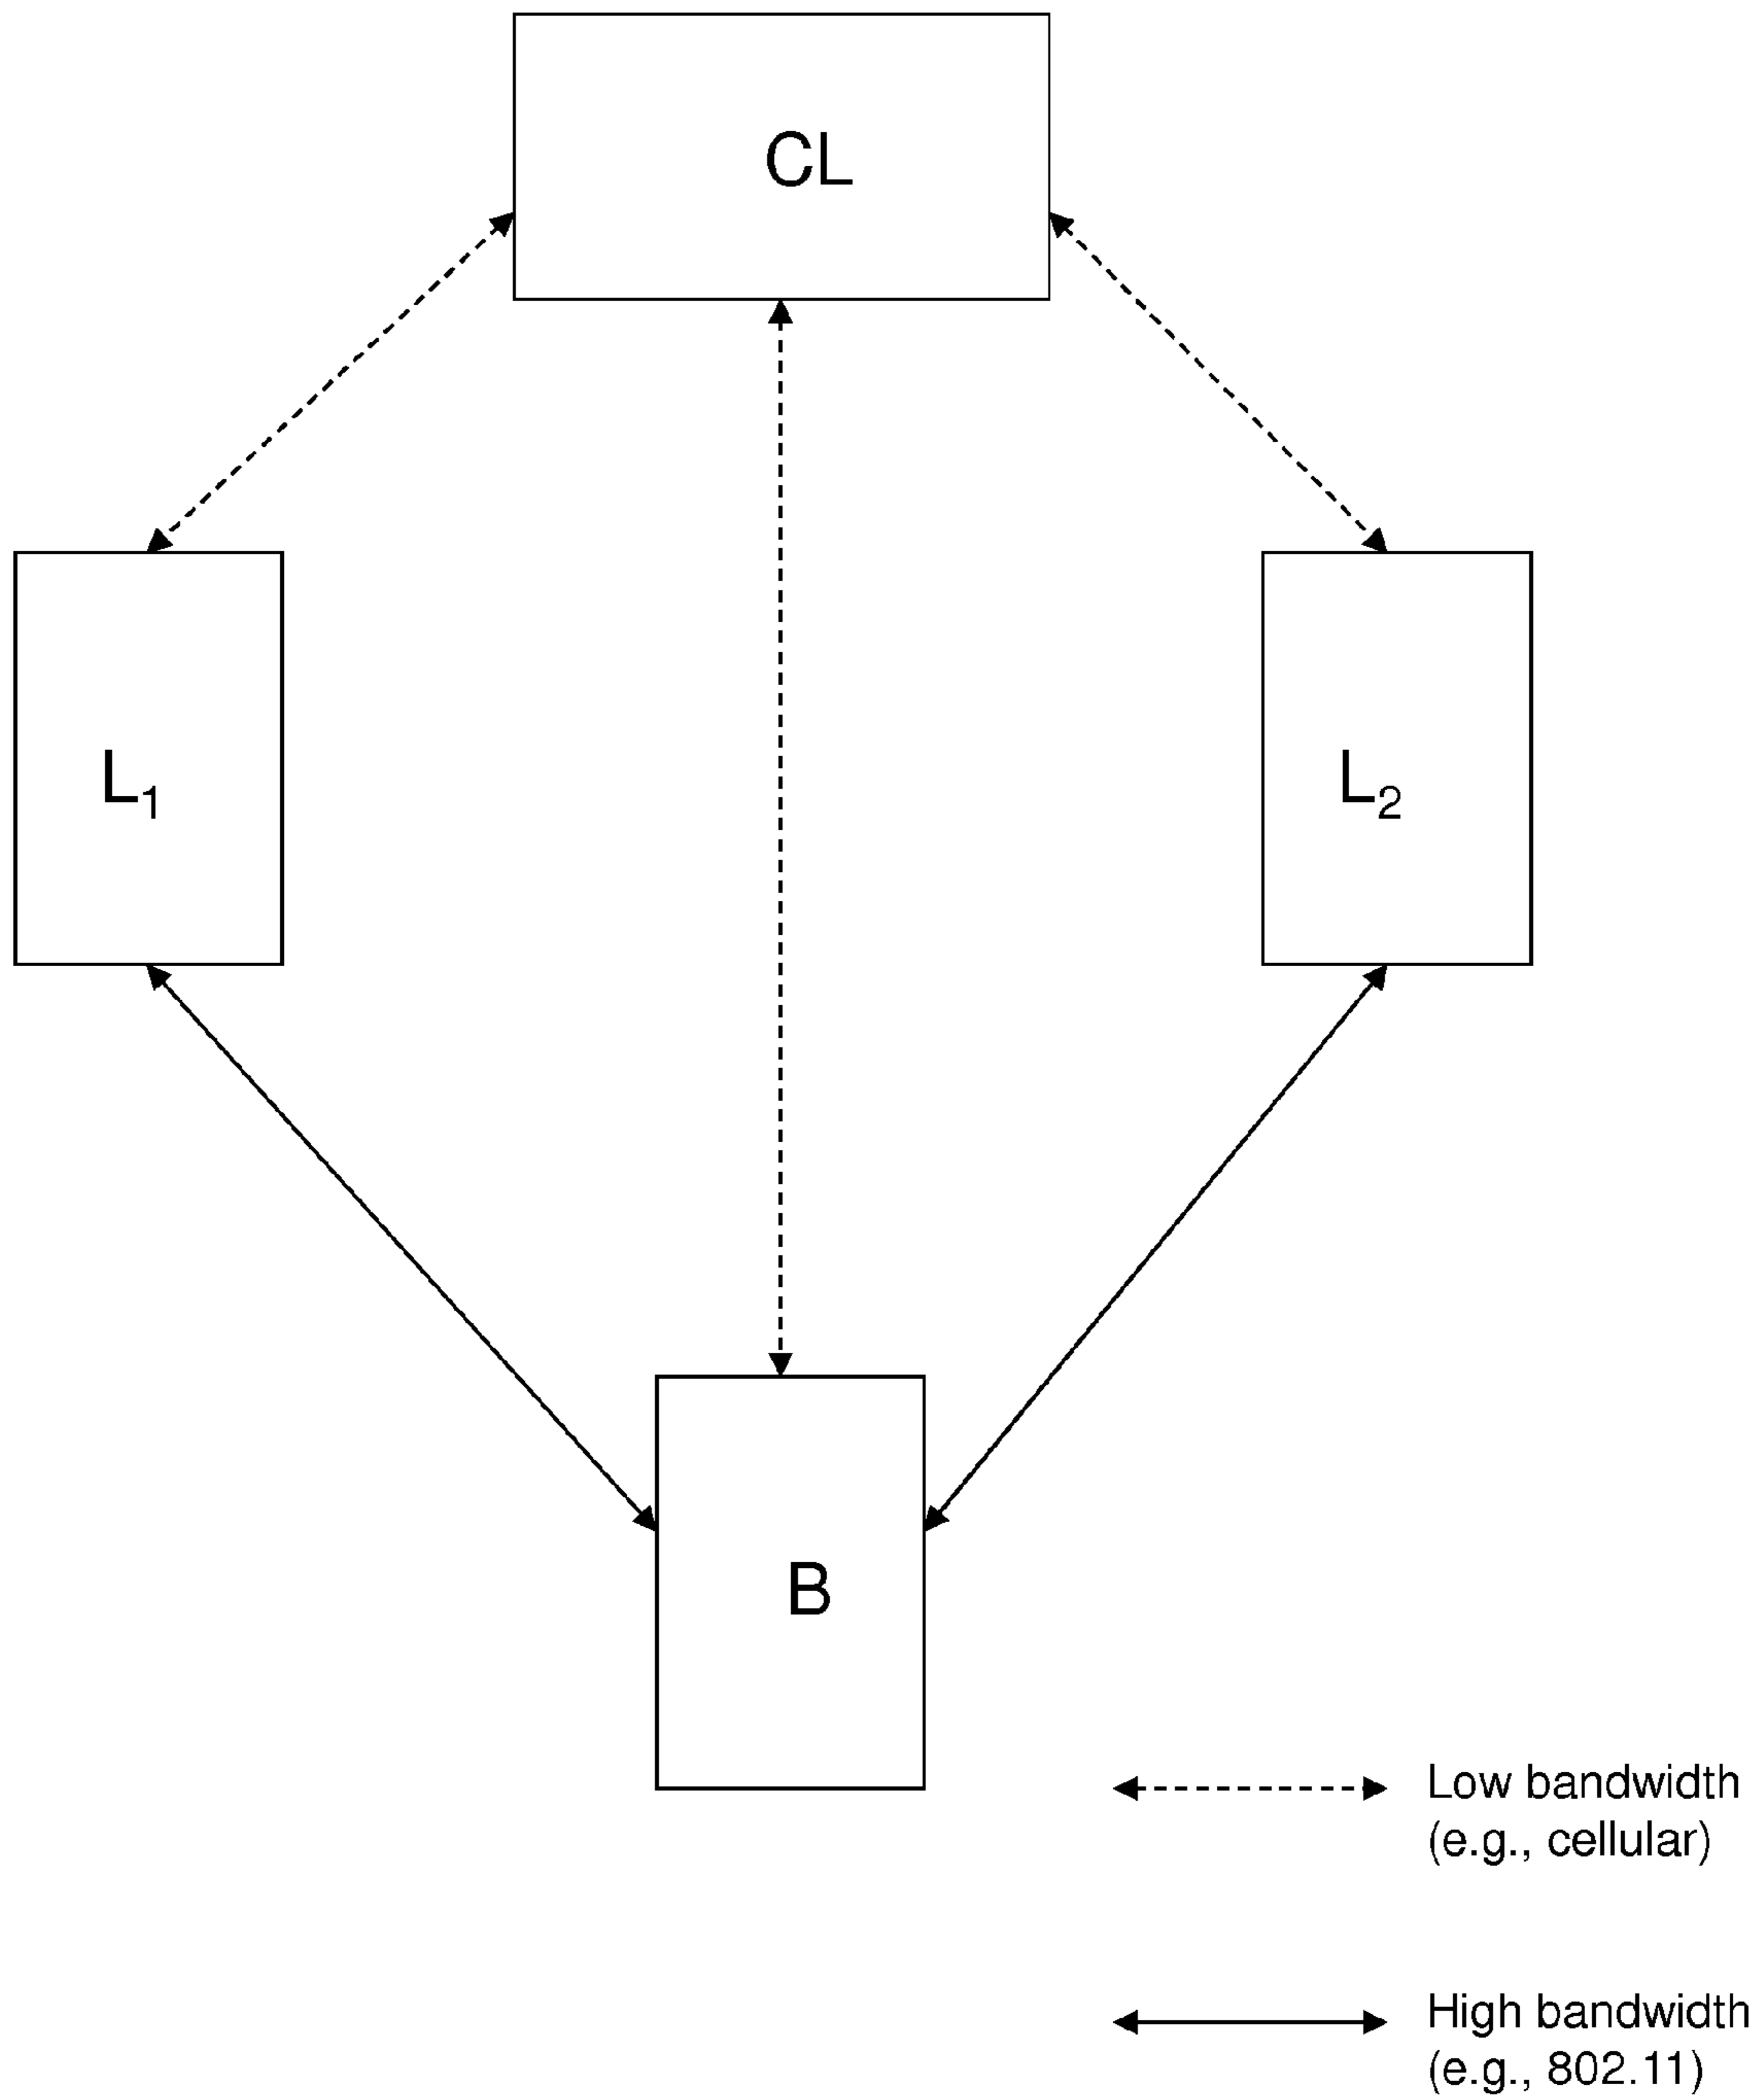 CL
L₁
L₂
B
Low bandwidth
(e.g., cellular)
High bandwidth
(e.g., 802.11)